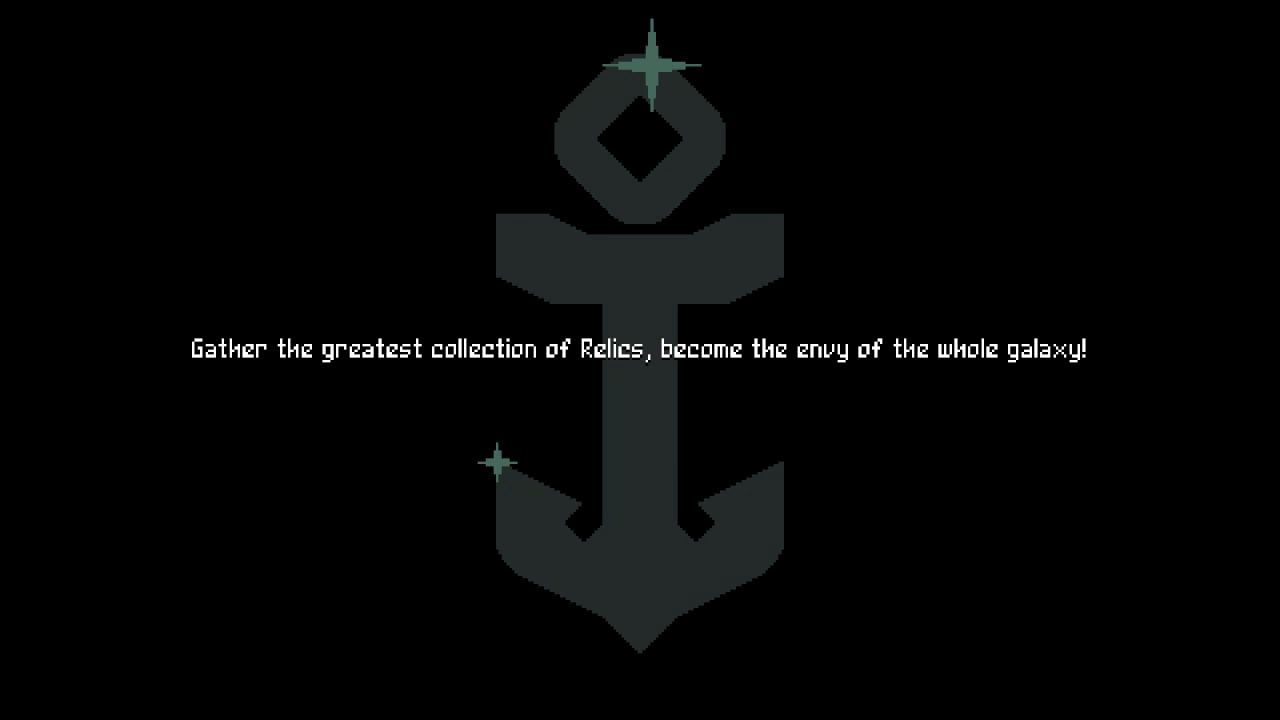 Gather the greatest collection of Relics, become the envy of the whole galaxy!